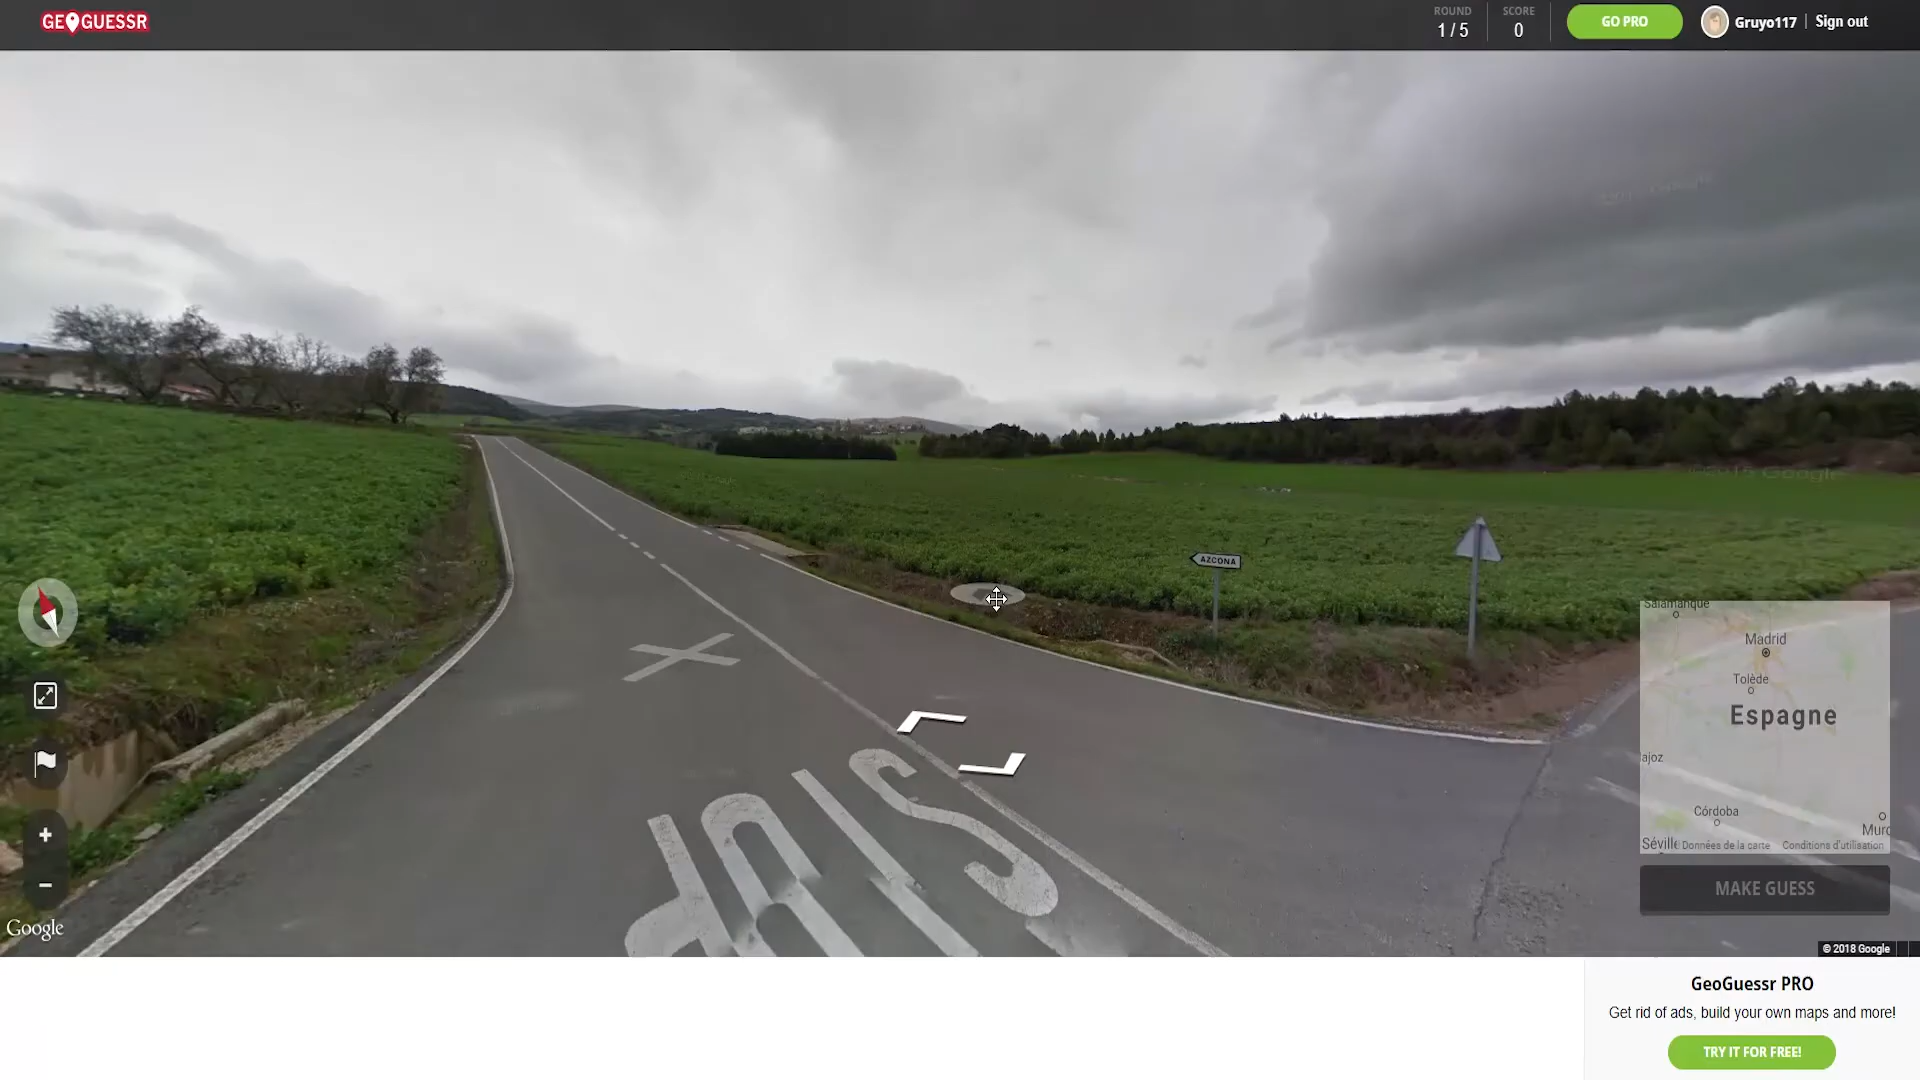 GEOGUESSR
ROUND
1 / 5
SCORE
0
GO PRO
Gruyo117
Sign out
AZCONA
STOP
Salamanque
Madrid
Tolède
Espagne
ajoz
Córdoba
Murc
Séville
Données de la carte
Conditions d'utilisation
MAKE GUESS
Google
© 2018 Google
GeoGuessr PRO
Get rid of ads, build your own maps and more!
TRY IT FOR FREE!